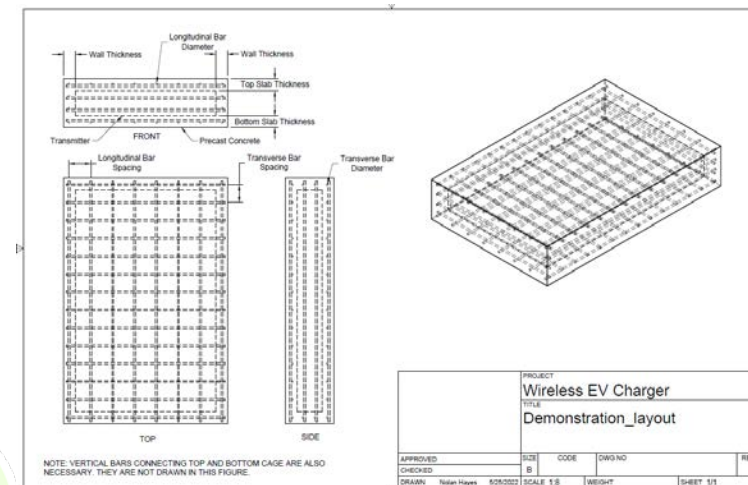 Longitudinal Bar
Diameter
Wall Thickness
Wall Thickness
Top Slab Thickness
Bottom Slab Thickness
Transmitter
FRONT
Precast Concrete
Longitudinal Bar
Spacing
Transverse Bar
Spacing
Transverse Bar
Diameter
TOP
SIDE
NOTE: VERTICAL BARS CONNECTING TOP AND BOTTOM CAGE ARE ALSO
NECESSARY. THEY ARE NOT DRAWN IN THIS FIGURE.
PROJECT
Wireless EV Charger
TITLE
Demonstration_layout
APPROVED
SIZE
CODE
DWG NO
CHECKED
B
DRAWN Nolan Hayes
SCALE 1:8
WEIGHT
SHEET 1/1